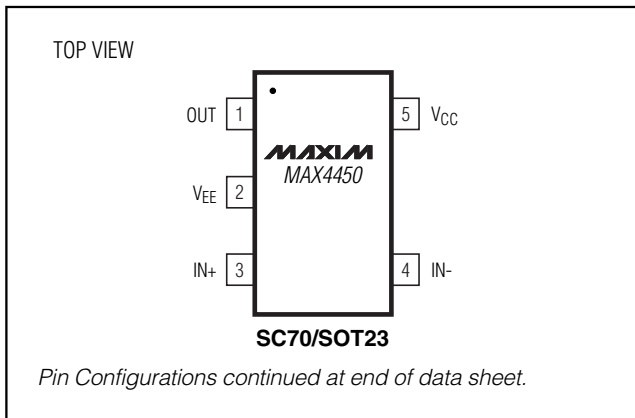 TOP VIEW
OUT 1
5 VCC
MAXIM
MAX4450
VEE 2
IN+ 3
4 IN-
SC70/SOT23
Pin Configurations continued at end of data sheet.